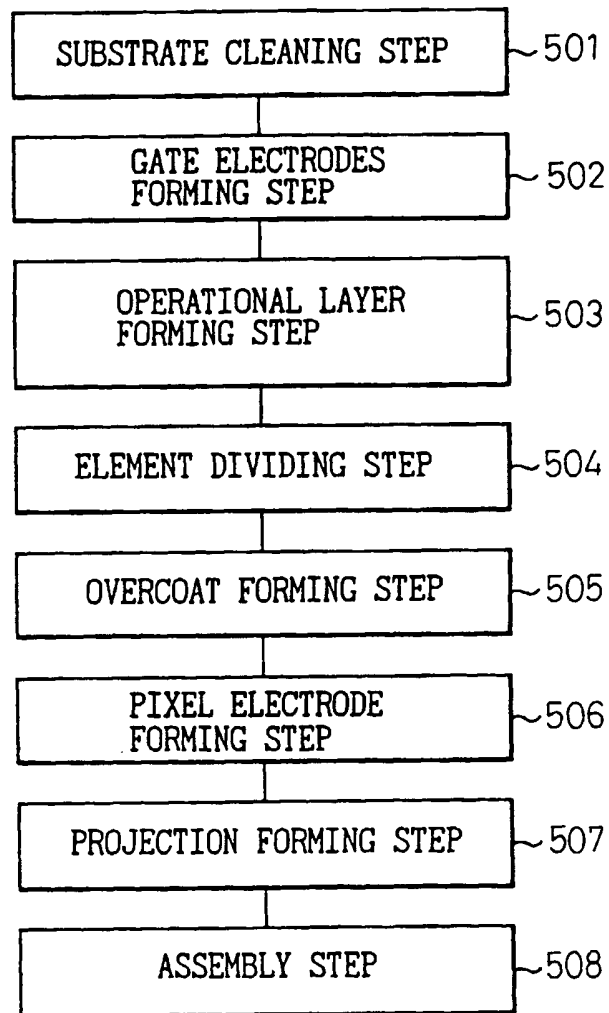 SUBSTRATE CLEANING STEP ~501
GATE ELECTRODES
FORMING STEP ~502
OPERATIONAL LAYER
FORMING STEP ~503
ELEMENT DIVIDING STEP ~504
OVERCOAT FORMING STEP ~505
PIXEL ELECTRODE
FORMING STEP ~506
PROJECTION FORMING STEP ~507
ASSEMBLY STEP ~508